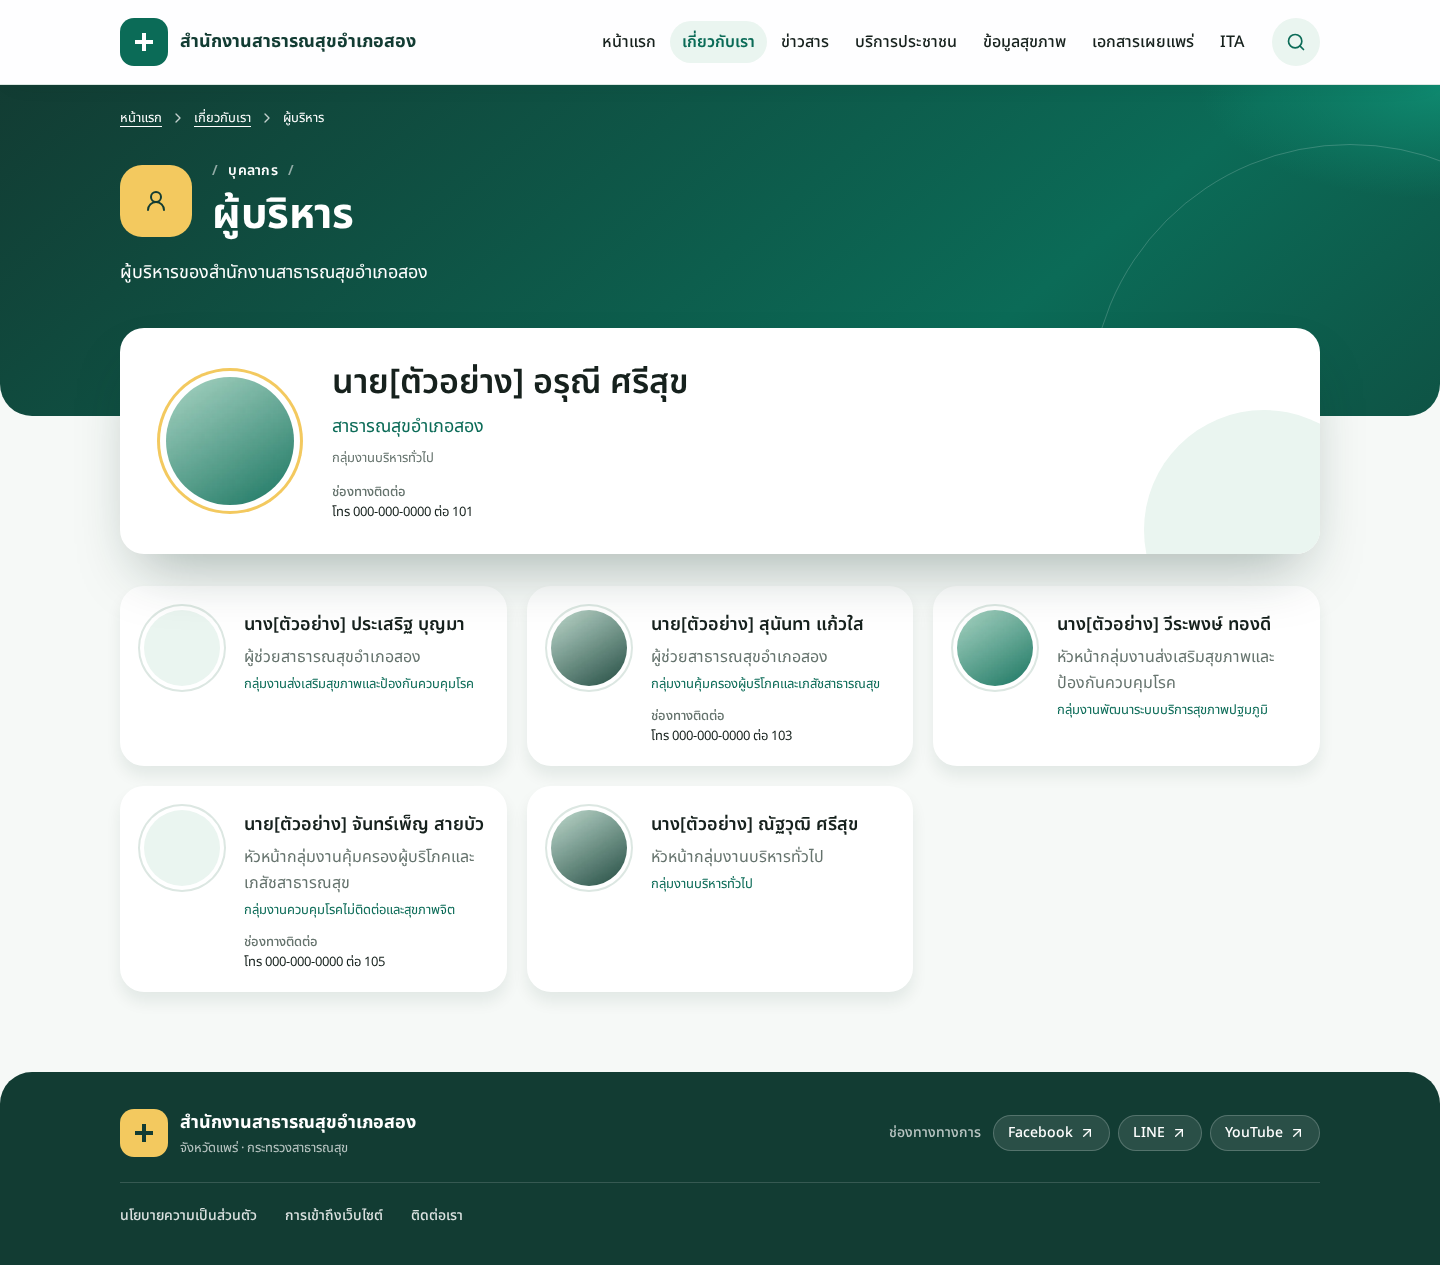 สำนักงานสาธารณสุขอำเภอสอง
หน้าแรก เกี่ยวกับเรา ข่าวสาร บริการประชาชน ข้อมูลสุขภาพ เอกสารเผยแพร่ ITA
หน้าแรก > เกี่ยวกับเรา > ผู้บริหาร
/ บุคลากร /
ผู้บริหาร
ผู้บริหารของสำนักงานสาธารณสุขอำเภอสอง
นาย[ตัวอย่าง] อรุณี ศรีสุข
สาธารณสุขอำเภอสอง
กลุ่มงานบริหารทั่วไป
ช่องทางติดต่อ
โทร 000-000-0000 ต่อ 101
นาง[ตัวอย่าง] ประเสริฐ บุญมา
ผู้ช่วยสาธารณสุขอำเภอสอง
กลุ่มงานส่งเสริมสุขภาพและป้องกันควบคุมโรค
นาย[ตัวอย่าง] สุนันทา แก้วใส
ผู้ช่วยสาธารณสุขอำเภอสอง
กลุ่มงานคุ้มครองผู้บริโภคและเภสัชสาธารณสุข
ช่องทางติดต่อ
โทร 000-000-0000 ต่อ 103
นาง[ตัวอย่าง] วีระพงษ์ ทองดี
หัวหน้ากลุ่มงานส่งเสริมสุขภาพและ
ป้องกันควบคุมโรค
กลุ่มงานพัฒนาระบบบริการสุขภาพปฐมภูมิ
นาย[ตัวอย่าง] จันทร์เพ็ญ สายบัว
หัวหน้ากลุ่มงานคุ้มครองผู้บริโภคและ
เภสัชสาธารณสุข
กลุ่มงานควบคุมโรคไม่ติดต่อและสุขภาพจิต
ช่องทางติดต่อ
โทร 000-000-0000 ต่อ 105
นาง[ตัวอย่าง] ณัฐวุฒิ ศรีสุข
หัวหน้ากลุ่มงานบริหารทั่วไป
กลุ่มงานบริหารทั่วไป
สำนักงานสาธารณสุขอำเภอสอง
จังหวัดแพร่ · กระทรวงสาธารณสุข
ช่องทางทางการ Facebook LINE YouTube
นโยบายความเป็นส่วนตัว การเข้าถึงเว็บไซต์ ติดต่อเรา